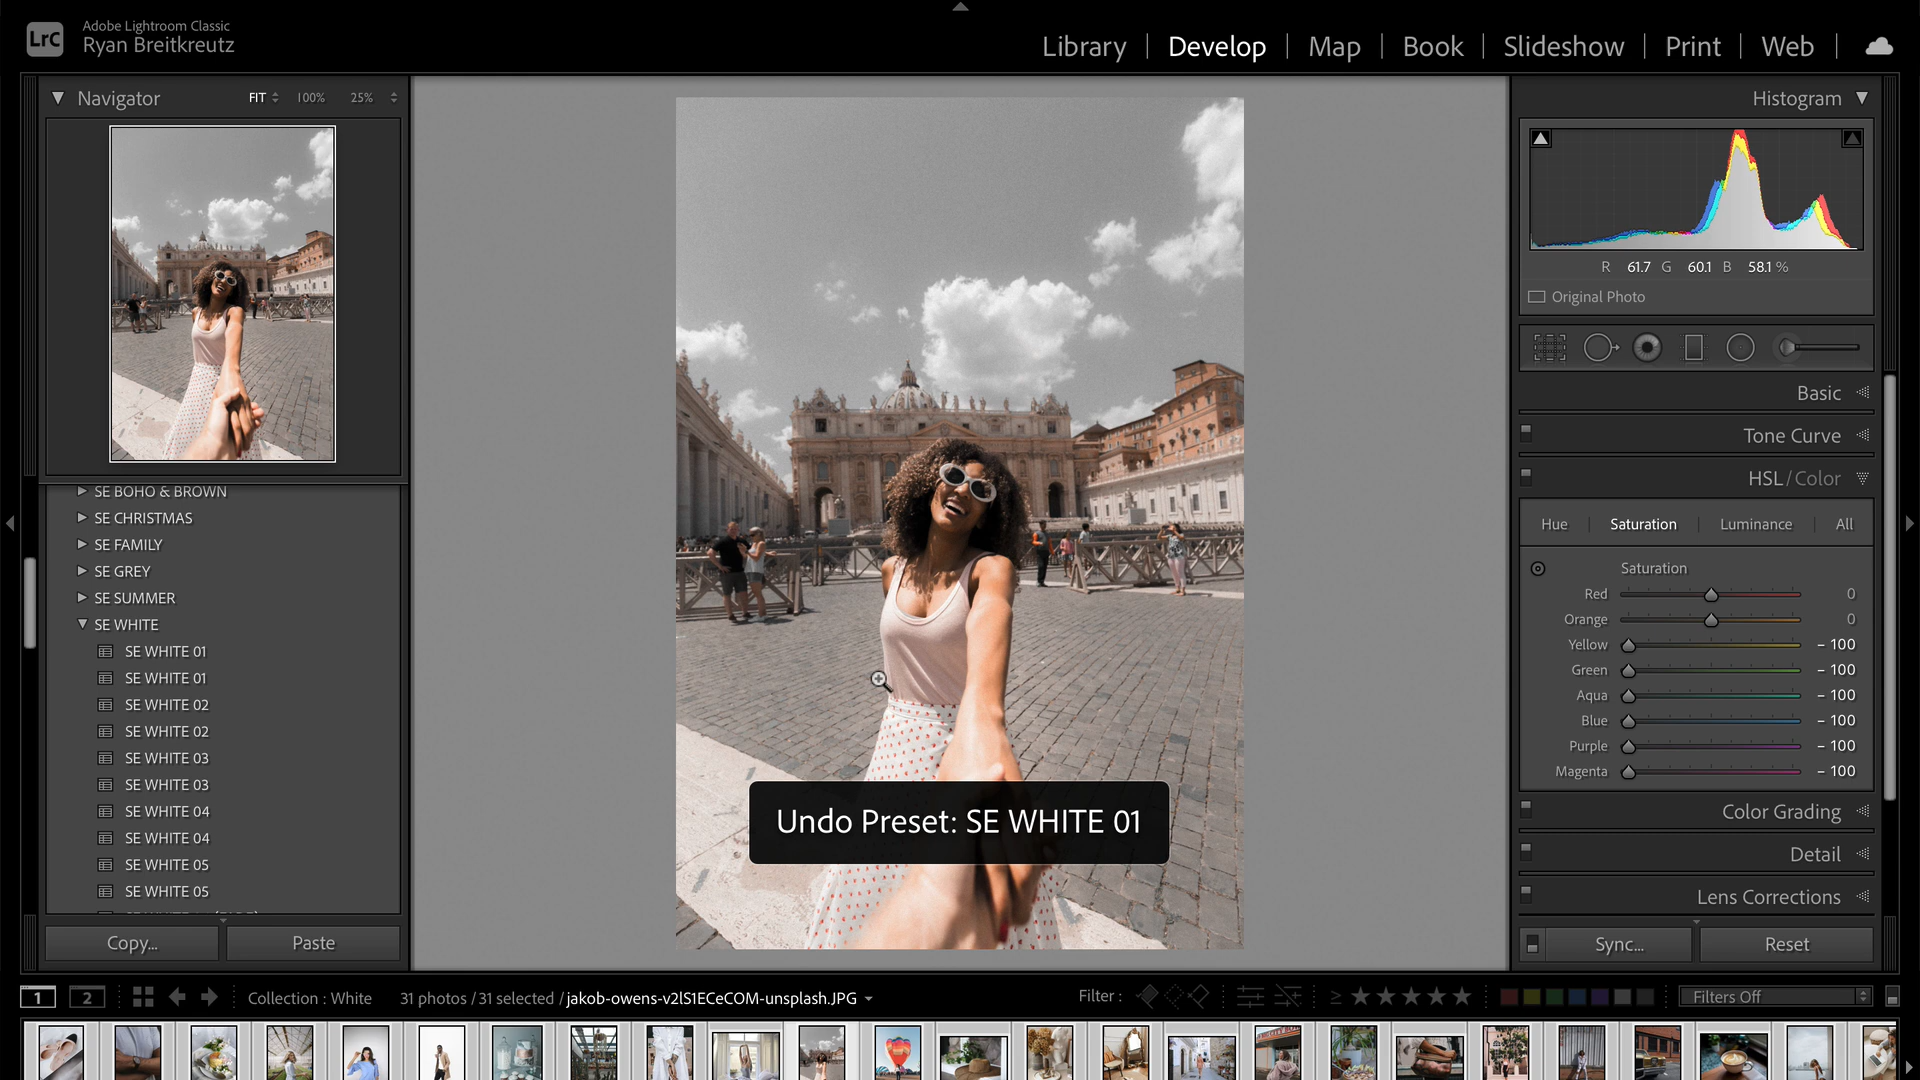 Adobe Lightroom Classic
Ryan Breitkreutz
LrC
Library | Develop | Map | Book | Slideshow | Print | Web |
Navigator FIT 100% 25%
SE BOHO & BROWN
SE CHRISTMAS
SE FAMILY
SE GREY
SE SUMMER
SE WHITE
SE WHITE 01
SE WHITE 01
SE WHITE 02
SE WHITE 02
SE WHITE 03
SE WHITE 03
SE WHITE 04
SE WHITE 04
SE WHITE 05
SE WHITE 05
Copy... Paste
Undo Preset: SE WHITE 01
Histogram
R 61.7 G 60.1 B 58.1 %
Original Photo
Basic
Tone Curve
HSL / Color
Hue | Saturation | Luminance | All
Saturation
Red 0
Orange 0
Yellow – 100
Green – 100
Aqua – 100
Blue – 100
Purple – 100
Magenta – 100
Color Grading
Detail
Lens Corrections
Sync... Reset
1 2 Collection : White 31 photos / 31 selected / jakob-owens-v2lS1ECeCOM-unsplash.JPG Filter : ≥ ★★★★★ Filters Off